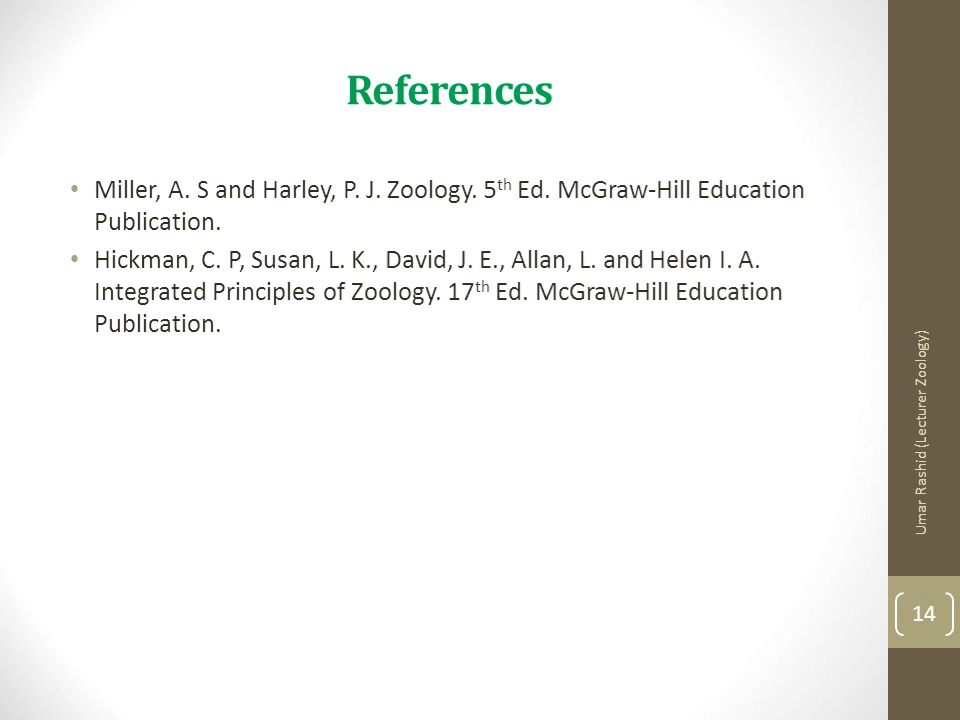 References
• Miller, A. S and Harley, P. J. Zoology. 5th Ed. McGraw-Hill Education
Publication.
• Hickman, C. P, Susan, L. K., David, J. E., Allan, L. and Helen I. A.
Integrated Principles of Zoology. 17th Ed. McGraw-Hill Education
Publication.
Umar Rashid (Lecturer Zoology)
14